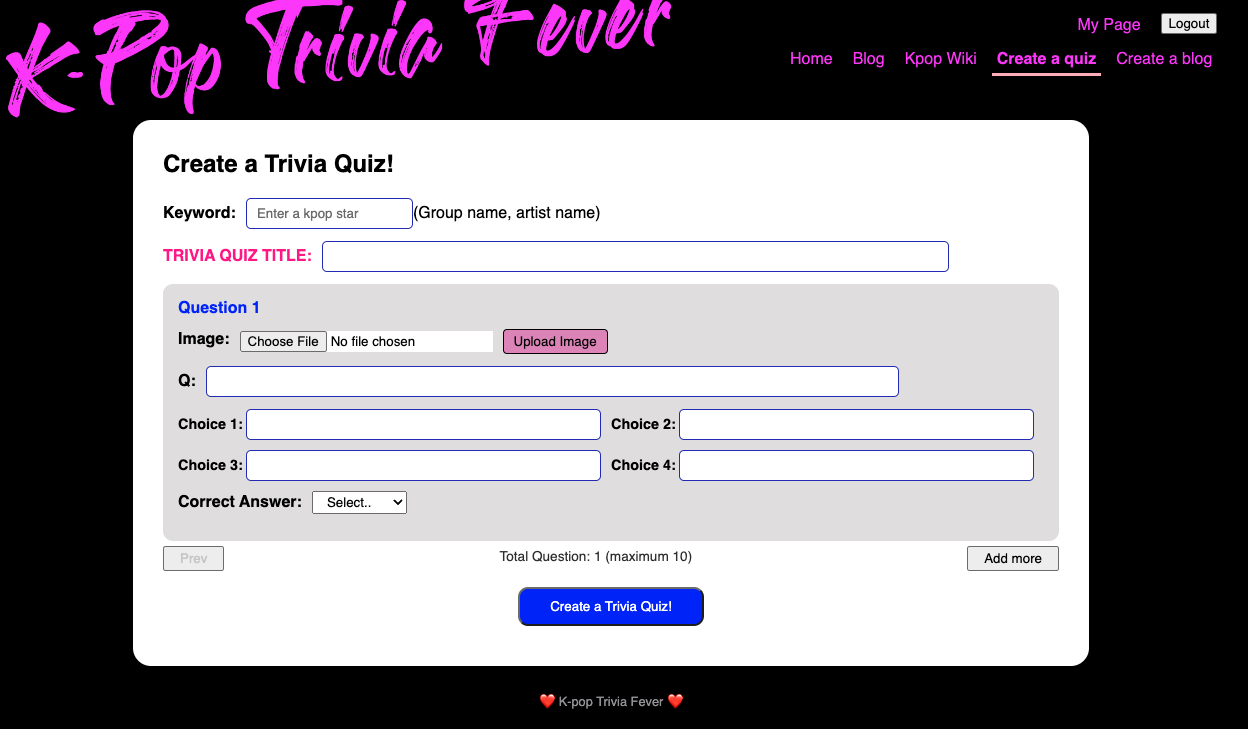 K-Pop Trivia Fever
My Page Logout
Home Blog Kpop Wiki Create a quiz Create a blog
Create a Trivia Quiz!
Keyword: Enter a kpop star (Group name, artist name)
TRIVIA QUIZ TITLE:
Question 1
Image: Choose File No file chosen Upload Image
Q:
Choice 1: Choice 2:
Choice 3: Choice 4:
Correct Answer: Select..
Prev Total Question: 1 (maximum 10) Add more
Create a Trivia Quiz!
❤️ K-pop Trivia Fever ❤️